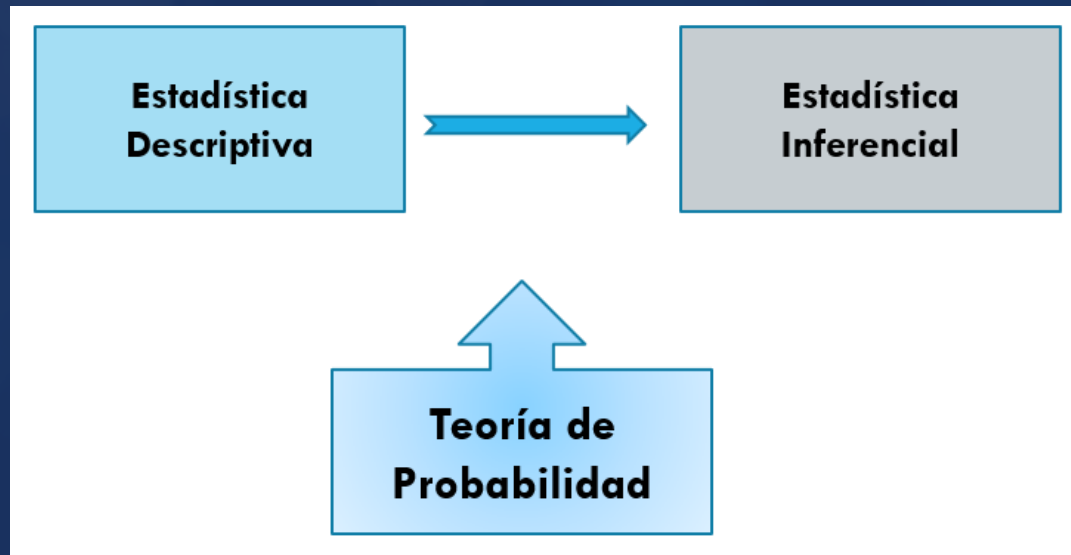 Estadística
Descriptiva
Estadística
Inferencial
Teoría de
Probabilidad